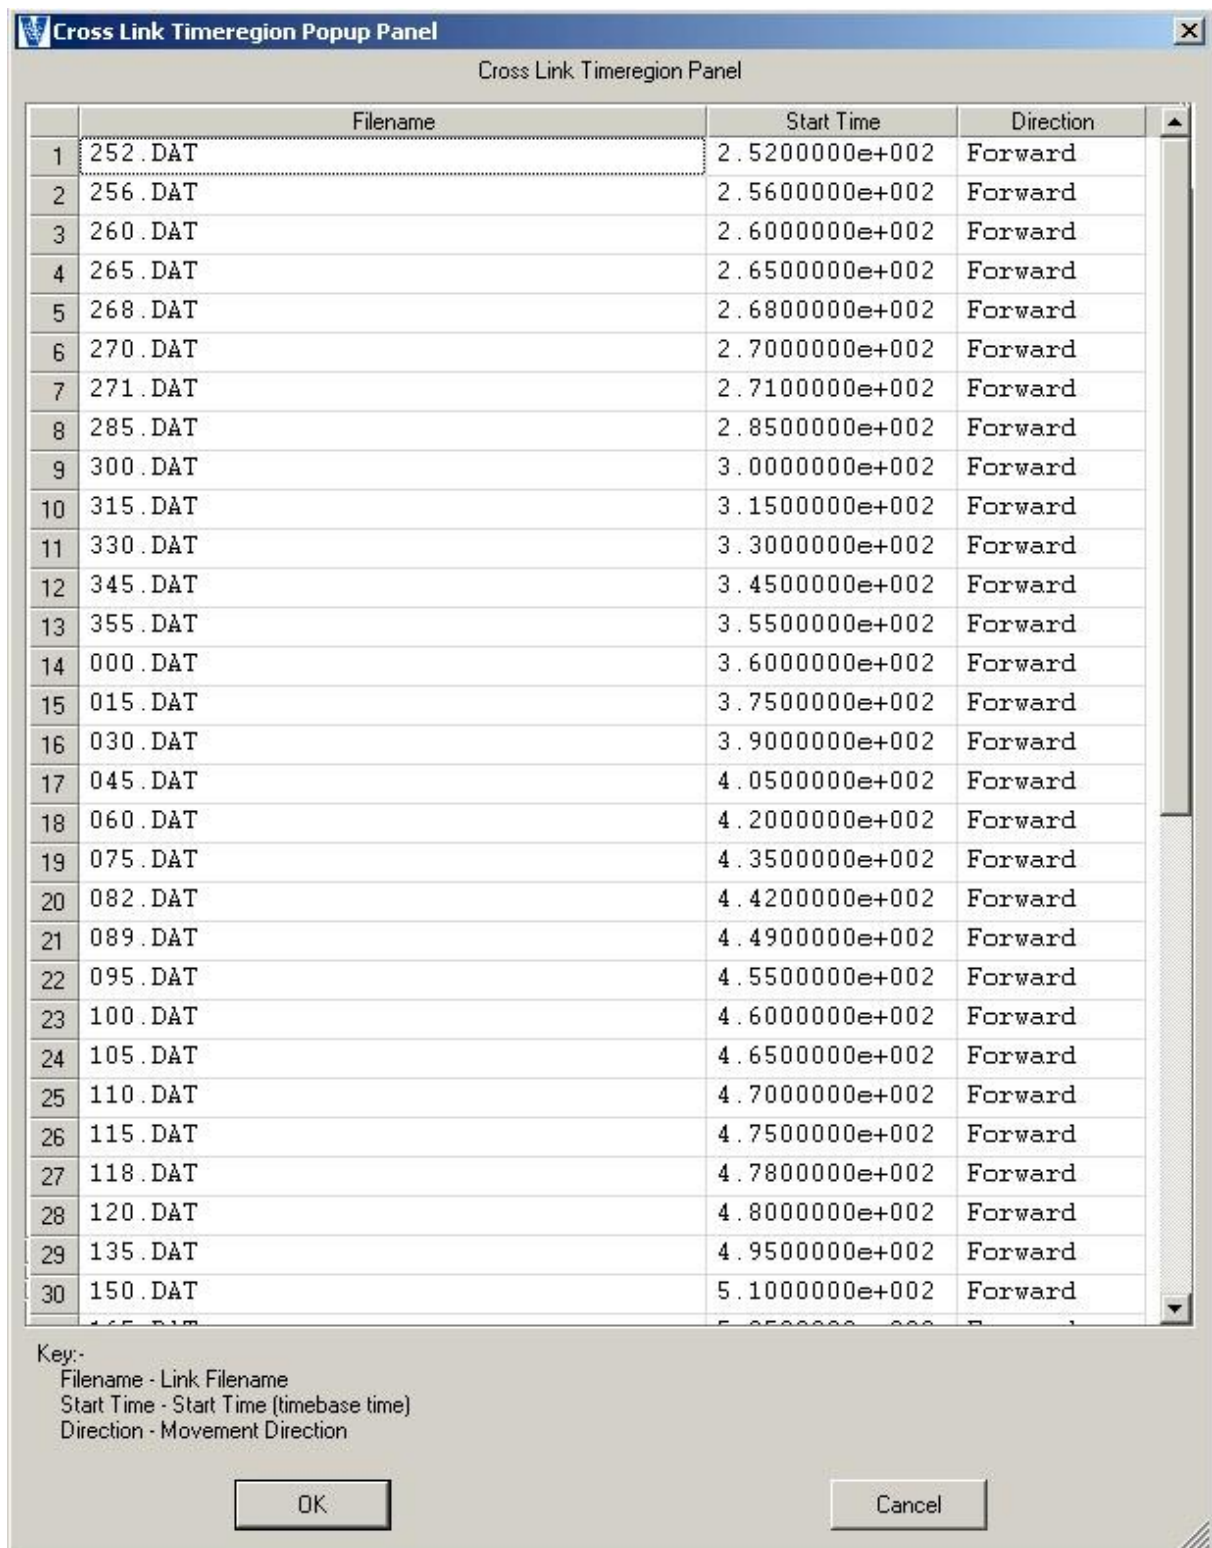 Cross Link Timeregion Popup Panel
Cross Link Timeregion Panel
Filename Start Time Direction
1 252.DAT 2.5200000e+002 Forward
2 256.DAT 2.5600000e+002 Forward
3 260.DAT 2.6000000e+002 Forward
4 265.DAT 2.6500000e+002 Forward
5 268.DAT 2.6800000e+002 Forward
6 270.DAT 2.7000000e+002 Forward
7 271.DAT 2.7100000e+002 Forward
8 285.DAT 2.8500000e+002 Forward
9 300.DAT 3.0000000e+002 Forward
10 315.DAT 3.1500000e+002 Forward
11 330.DAT 3.3000000e+002 Forward
12 345.DAT 3.4500000e+002 Forward
13 355.DAT 3.5500000e+002 Forward
14 000.DAT 3.6000000e+002 Forward
15 015.DAT 3.7500000e+002 Forward
16 030.DAT 3.9000000e+002 Forward
17 045.DAT 4.0500000e+002 Forward
18 060.DAT 4.2000000e+002 Forward
19 075.DAT 4.3500000e+002 Forward
20 082.DAT 4.4200000e+002 Forward
21 089.DAT 4.4900000e+002 Forward
22 095.DAT 4.5500000e+002 Forward
23 100.DAT 4.6000000e+002 Forward
24 105.DAT 4.6500000e+002 Forward
25 110.DAT 4.7000000e+002 Forward
26 115.DAT 4.7500000e+002 Forward
27 118.DAT 4.7800000e+002 Forward
28 120.DAT 4.8000000e+002 Forward
29 135.DAT 4.9500000e+002 Forward
30 150.DAT 5.1000000e+002 Forward
Key:-
Filename - Link Filename
Start Time - Start Time (timebase time)
Direction - Movement Direction
OK Cancel